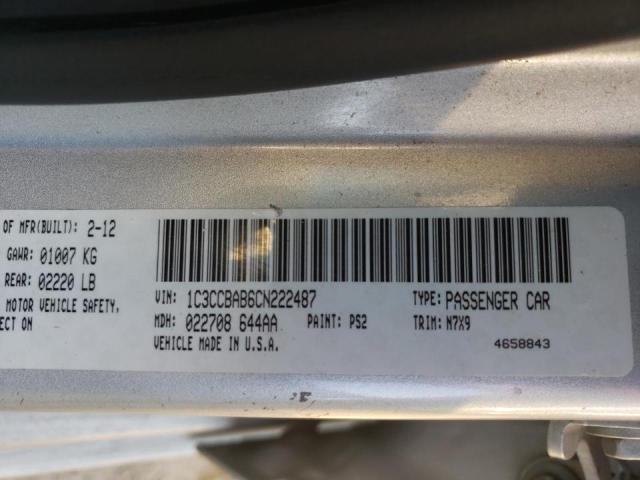 OF MFR(BUILT): 2-12
GAWR: 01007 KG
REAR: 02220 LB
MOTOR VEHICLE SAFETY,
ECT ON
VIN: 1C3CCBAB6CN222487
TYPE: PASSENGER CAR
MDH: 022708 644AA
PAINT: PS2
TRIM: N7X9
VEHICLE MADE IN U.S.A.
4658843